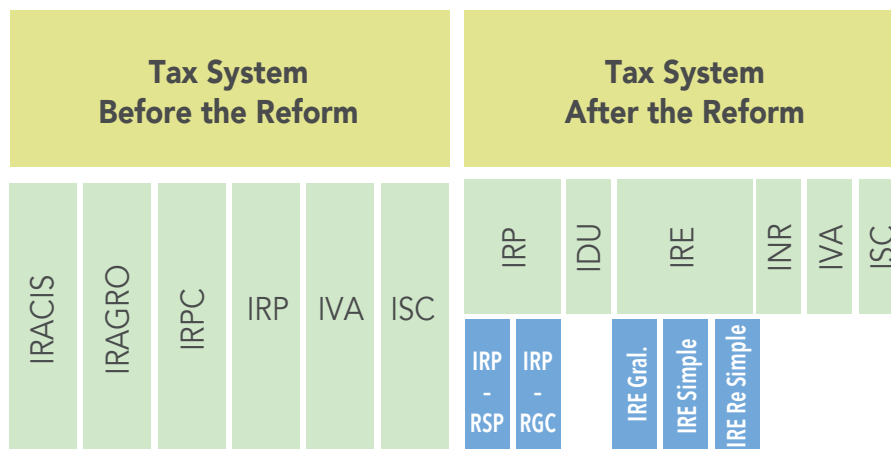 Tax System
Before the Reform
Tax System
After the Reform
IRACIS
IRAGRO
IRPC
IRP
IVA
ISC
IRP
IDU
IRE
INR
IVA
ISC
IRP
-
RSP
IRP
-
RGC
IRE Gral.
IRE Simple
IRE Re Simple